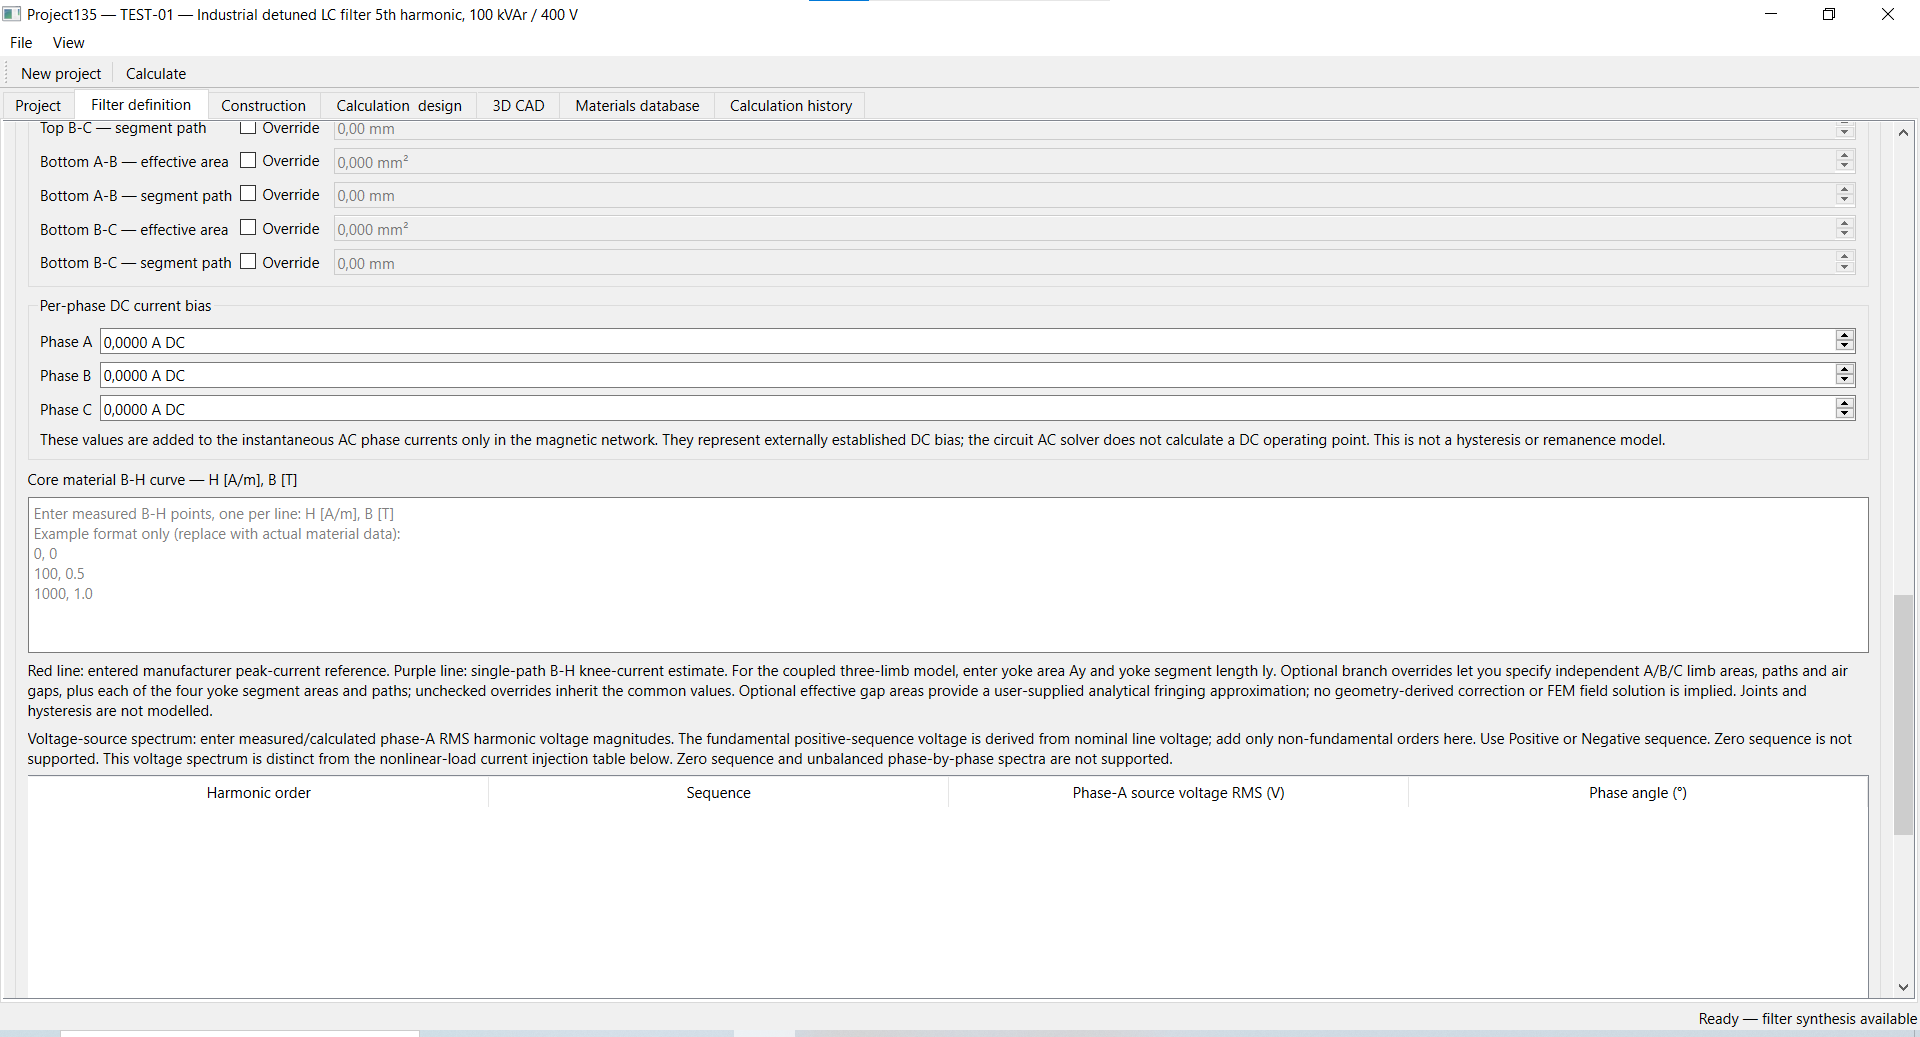 Project135 — TEST-01 — Industrial detuned LC filter 5th harmonic, 100 kVAr / 400 V
File View
New project Calculate
Project Filter definition Construction Calculation design 3D CAD Materials database Calculation history
Top B-C — segment path Override 0,00 mm
Bottom A-B — effective area Override 0,000 mm²
Bottom A-B — segment path Override 0,00 mm
Bottom B-C — effective area Override 0,000 mm²
Bottom B-C — segment path Override 0,00 mm
Per-phase DC current bias
Phase A 0,0000 A DC
Phase B 0,0000 A DC
Phase C 0,0000 A DC
These values are added to the instantaneous AC phase currents only in the magnetic network. They represent externally established DC bias; the circuit AC solver does not calculate a DC operating point. This is not a hysteresis or remanence model.
Core material B-H curve — H [A/m], B [T]
Enter measured B-H points, one per line: H [A/m], B [T]
Example format only (replace with actual material data):
0, 0
100, 0.5
1000, 1.0
Red line: entered manufacturer peak-current reference. Purple line: single-path B-H knee-current estimate. For the coupled three-limb model, enter yoke area Ay and yoke segment length ly. Optional branch overrides let you specify independent A/B/C limb areas, paths and air
gaps, plus each of the four yoke segment areas and paths; unchecked overrides inherit the common values. Optional effective gap areas provide a user-supplied analytical fringing approximation; no geometry-derived correction or FEM field solution is implied. Joints and
hysteresis are not modelled.
Voltage-source spectrum: enter measured/calculated phase-A RMS harmonic voltage magnitudes. The fundamental positive-sequence voltage is derived from nominal line voltage; add only non-fundamental orders here. Use Positive or Negative sequence. Zero sequence is not
supported. This voltage spectrum is distinct from the nonlinear-load current injection table below. Zero sequence and unbalanced phase-by-phase spectra are not supported.
Harmonic order Sequence Phase-A source voltage RMS (V) Phase angle (°)
Ready — filter synthesis available